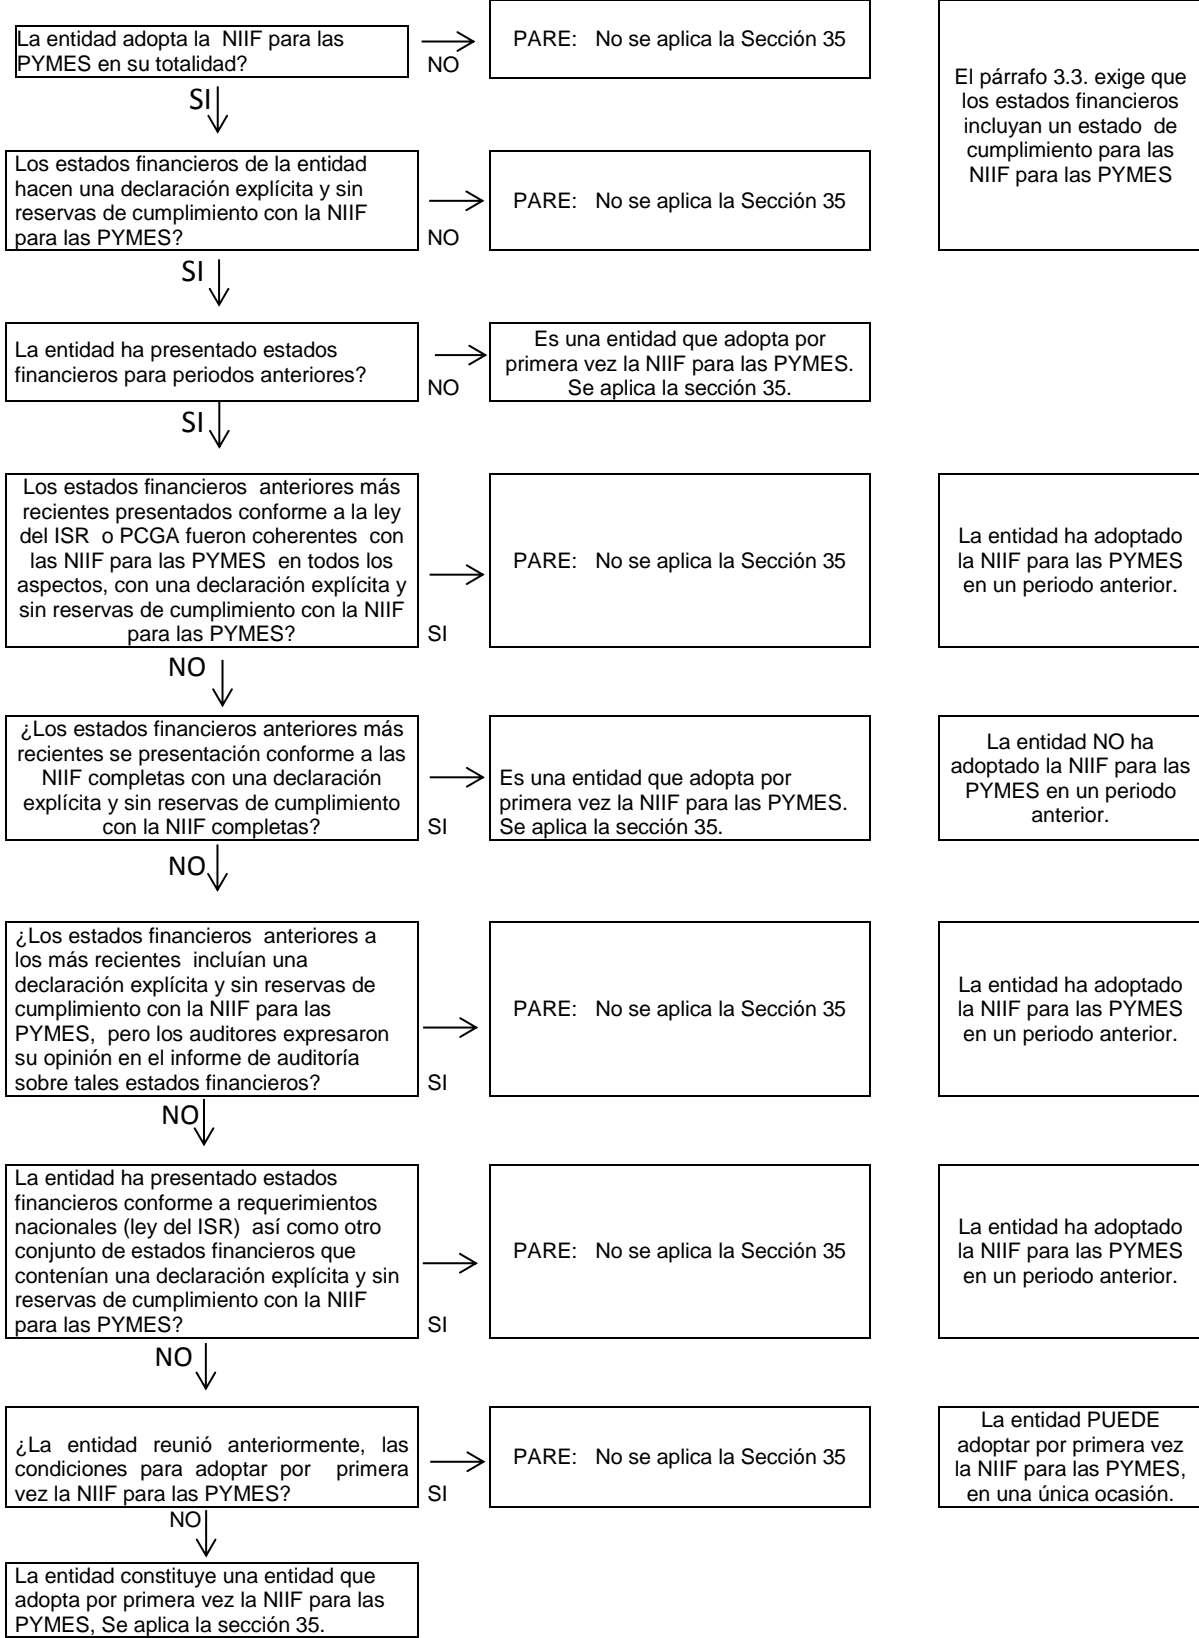 La entidad adopta la NIIF para las
PYMES en su totalidad?
NO
PARE: No se aplica la Sección 35
El párrafo 3.3. exige que
los estados financieros
incluyan un estado de
cumplimiento para las
NIIF para las PYMES
SI
Los estados financieros de la entidad
hacen una declaración explícita y sin
reservas de cumplimiento con la NIIF
para las PYMES?
NO
PARE: No se aplica la Sección 35
SI
La entidad ha presentado estados
financieros para periodos anteriores?
NO
Es una entidad que adopta por
primera vez la NIIF para las PYMES.
Se aplica la sección 35.
SI
Los estados financieros anteriores más
recientes presentados conforme a la ley
del ISR o PCGA fueron coherentes con
las NIIF para las PYMES en todos los
aspectos, con una declaración explícita y
sin reservas de cumplimiento con la NIIF
para las PYMES?
SI
PARE: No se aplica la Sección 35
La entidad ha adoptado
la NIIF para las PYMES
en un periodo anterior.
NO
¿Los estados financieros anteriores más
recientes se presentación conforme a las
NIIF completas con una declaración
explícita y sin reservas de cumplimiento
con la NIIF completas?
SI
Es una entidad que adopta por
primera vez la NIIF para las PYMES.
Se aplica la sección 35.
La entidad NO ha
adoptado la NIIF para las
PYMES en un periodo
anterior.
NO
¿Los estados financieros anteriores a
los más recientes incluían una
declaración explícita y sin reservas de
cumplimiento con la NIIF para las
PYMES, pero los auditores expresaron
su opinión en el informe de auditoría
sobre tales estados financieros?
SI
PARE: No se aplica la Sección 35
La entidad ha adoptado
la NIIF para las PYMES
en un periodo anterior.
NO
La entidad ha presentado estados
financieros conforme a requerimientos
nacionales (ley del ISR) así como otro
conjunto de estados financieros que
contenían una declaración explícita y sin
reservas de cumplimiento con la NIIF
para las PYMES?
SI
PARE: No se aplica la Sección 35
La entidad ha adoptado
la NIIF para las PYMES
en un periodo anterior.
NO
¿La entidad reunió anteriormente, las
condiciones para adoptar por primera
vez la NIIF para las PYMES?
SI
PARE: No se aplica la Sección 35
La entidad PUEDE
adoptar por primera vez
la NIIF para las PYMES,
en una única ocasión.
NO
La entidad constituye una entidad que
adopta por primera vez la NIIF para las
PYMES, Se aplica la sección 35.